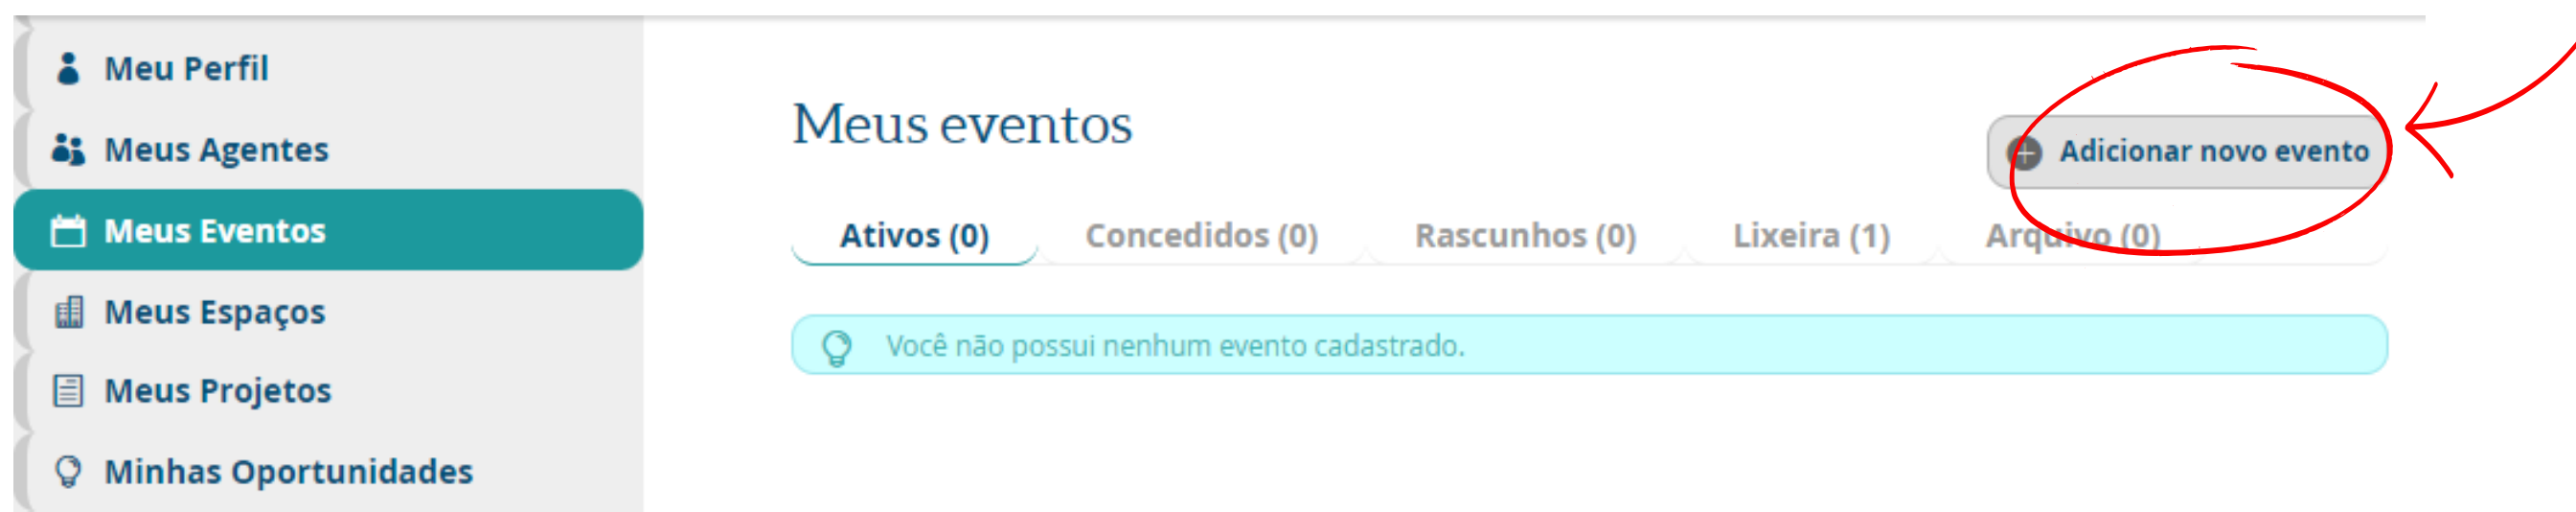 Meu Perfil
Meus Agentes
Meus Eventos
Meus Espaços
Meus Projetos
Minhas Oportunidades
Meus eventos
Adicionar novo evento
Ativos (0) Concedidos (0) Rascunhos (0) Lixeira (1) Arquivo (0)
Você não possui nenhum evento cadastrado.